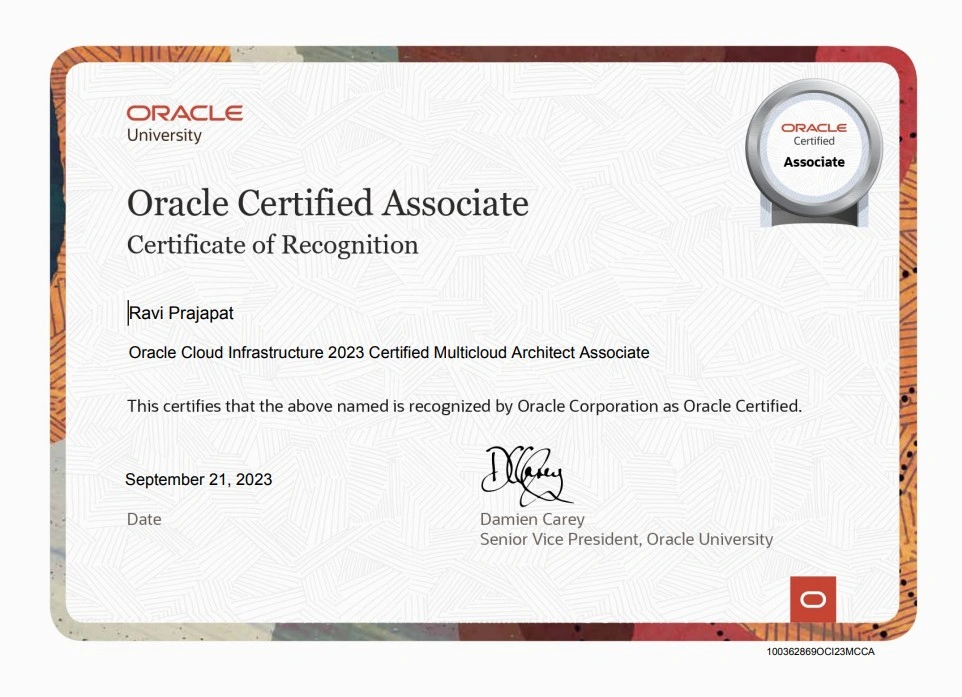 ORACLE
University
ORACLE
Certified
Associate
Oracle Certified Associate
Certificate of Recognition
Ravi Prajapat
Oracle Cloud Infrastructure 2023 Certified Multicloud Architect Associate
This certifies that the above named is recognized by Oracle Corporation as Oracle Certified.
September 21, 2023
Date
DCarey
Damien Carey
Senior Vice President, Oracle University
100362869OCI23MCCA